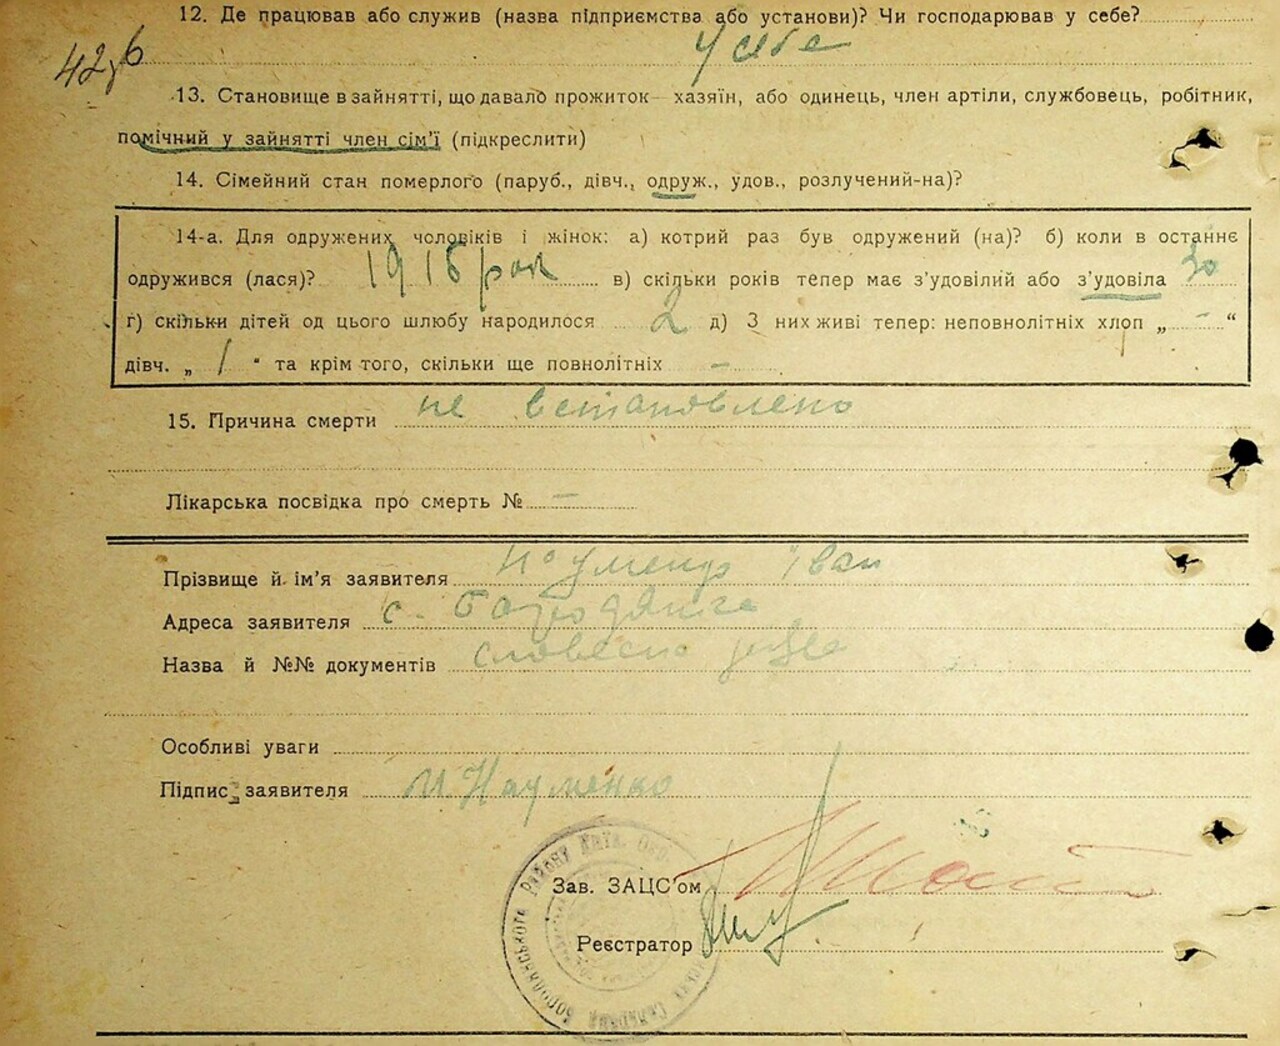 12. Де працював або служив (назва підприємства або установи)? Чи господарював у себе?
У себе
13. Становище в зайнятті, що давало прожиток — хазяїн, або одинець, член артіли, службовець, робітник,
помічний у зайнятті член сім'ї (підкреслити)
14. Сімейний стан померлого (паруб., дівч., одруж., удов., розлучений-на)?
14-а. Для одружених чоловіків і жінок: а) котрий раз був одружений (на)? б) коли в останнє
одружився (лася)? 1915 рок в) скільки років тепер має з'удовілий або з'удовіла 30
г) скільки дітей од цього шлюбу народилося 2 д) З них живі тепер: неповнолітніх хлоп „ - “
дівч. „ 1 “ та крім того, скільки ще повнолітніх -
15. Причина смерти не встановлено
Лікарська посвідка про смерть № —
Прізвище й ім'я заявителя Науменко Іван
Адреса заявителя с.
Назва й №№ документів словесно
Особливі уваги
Підпис заявителя И Науменко
Зав. ЗАЦС'ом
Реєстратор